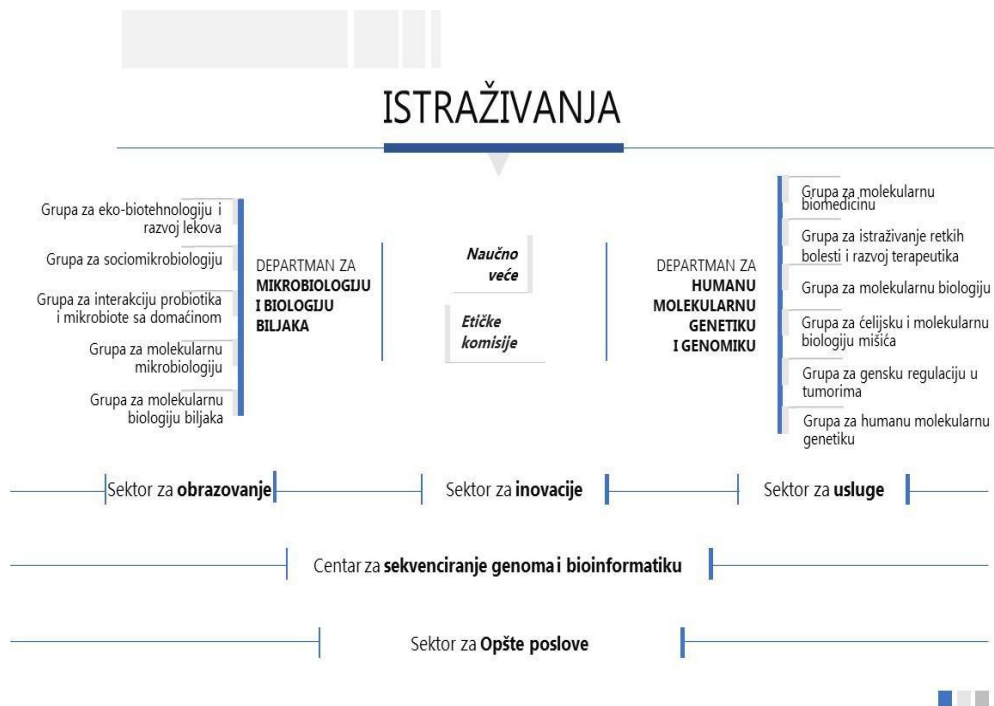 ISTRAŽIVANJA
Grupa za eko-biotehnologiju i
razvoj lekova
Grupa za sociomikrobiologiju
Grupa za interakciju probiotika
i mikrobiote sa domaćinom
Grupa za molekularnu
mikrobiologiju
Grupa za molekularnu
biologiju biljaka
DEPARTMAN ZA
MIKROBIOLOGIJU
I BIOLOGIJU
BILJAKA
Naučno
veće
Etičke
komisije
DEPARTMAN ZA
HUMANU
MOLEKULARNU
GENETIKU
I GENOMIKU
Grupa za molekularnu
biomedicinu
Grupa za istraživanje retkih
bolesti i razvoj terapeutika
Grupa za molekularnu biologiju
Grupa za ćelijsku i molekularnu
biologiju mišića
Grupa za gensku regulaciju u
tumorima
Grupa za humanu molekularnu
genetiku
Sektor za obrazovanje
Sektor za inovacije
Sektor za usluge
Centar za sekvenciranje genoma i bioinformatiku
Sektor za Opšte poslove